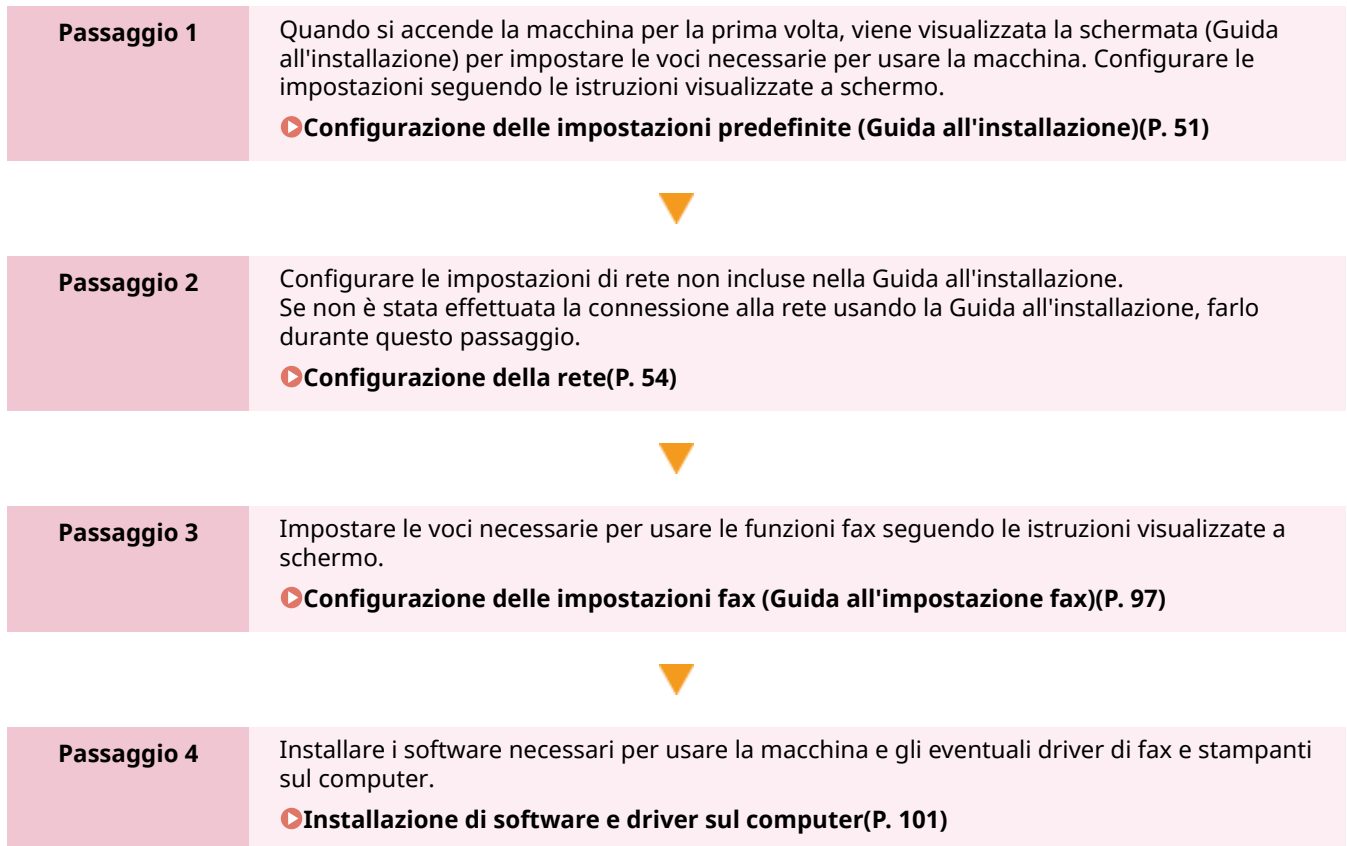 Passaggio 1
Quando si accende la macchina per la prima volta, viene visualizzata la schermata (Guida
all'installazione) per impostare le voci necessarie per usare la macchina. Configurare le
impostazioni seguendo le istruzioni visualizzate a schermo.
Configurazione delle impostazioni predefinite (Guida all'installazione)(P. 51)
Passaggio 2
Configurare le impostazioni di rete non incluse nella Guida all'installazione.
Se non è stata effettuata la connessione alla rete usando la Guida all'installazione, farlo
durante questo passaggio.
Configurazione della rete(P. 54)
Passaggio 3
Impostare le voci necessarie per usare le funzioni fax seguendo le istruzioni visualizzate a
schermo.
Configurazione delle impostazioni fax (Guida all'impostazione fax)(P. 97)
Passaggio 4
Installare i software necessari per usare la macchina e gli eventuali driver di fax e stampanti
sul computer.
Installazione di software e driver sul computer(P. 101)